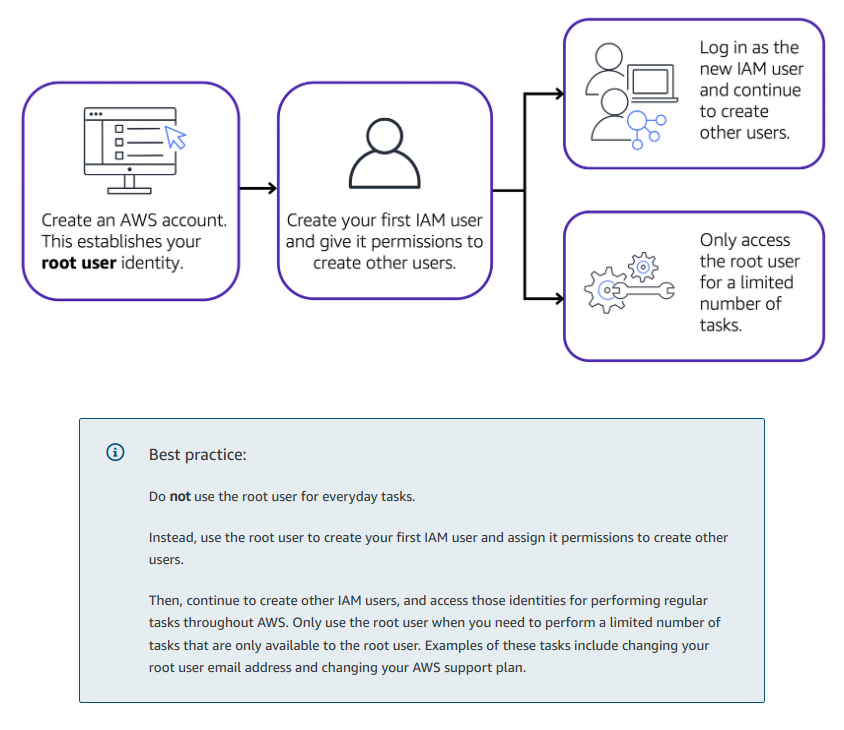 Create an AWS account.
This establishes your
root user identity.
Create your first IAM user
and give it permissions to
create other users.
Log in as the
new IAM user
and continue
to create
other users.
Only access
the root user
for a limited
number of
tasks.
Best practice:
Do not use the root user for everyday tasks.
Instead, use the root user to create your first IAM user and assign it permissions to create other
users.
Then, continue to create other IAM users, and access those identities for performing regular
tasks throughout AWS. Only use the root user when you need to perform a limited number of
tasks that are only available to the root user. Examples of these tasks include changing your
root user email address and changing your AWS support plan.